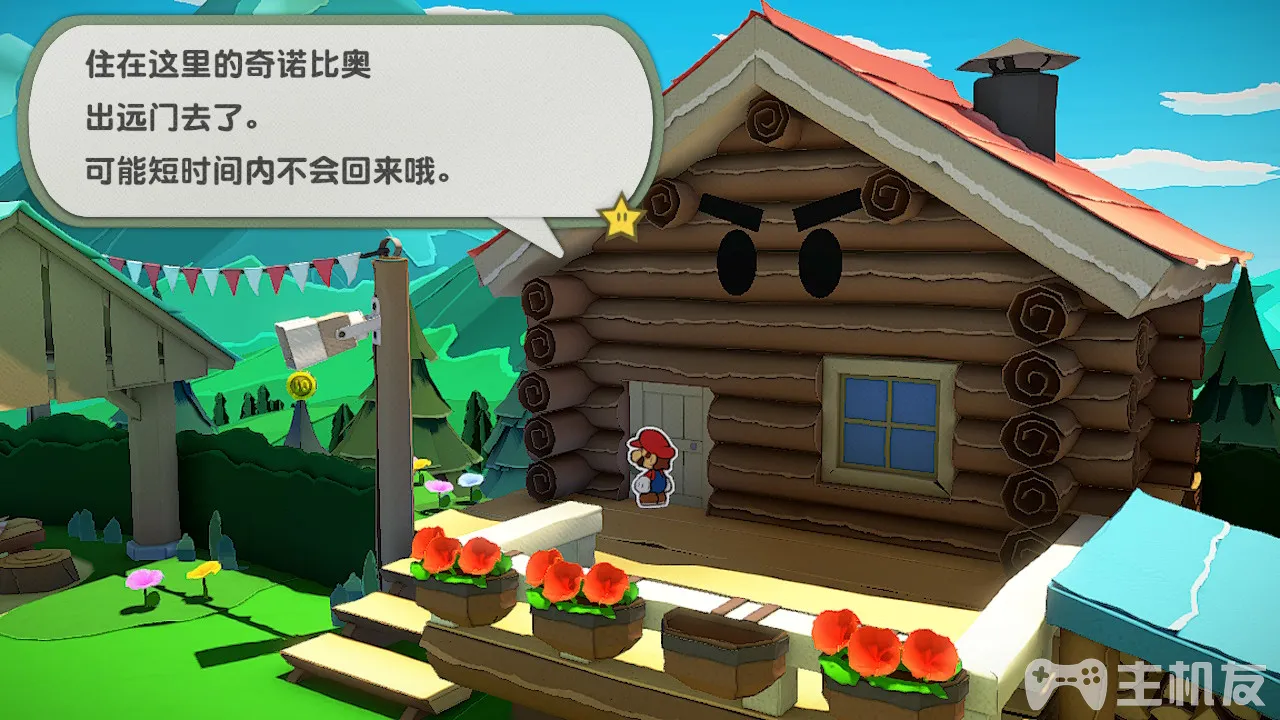 住在这里的奇诺比奥
出远门去了。
可能短时间内不会回来哦。
主机友